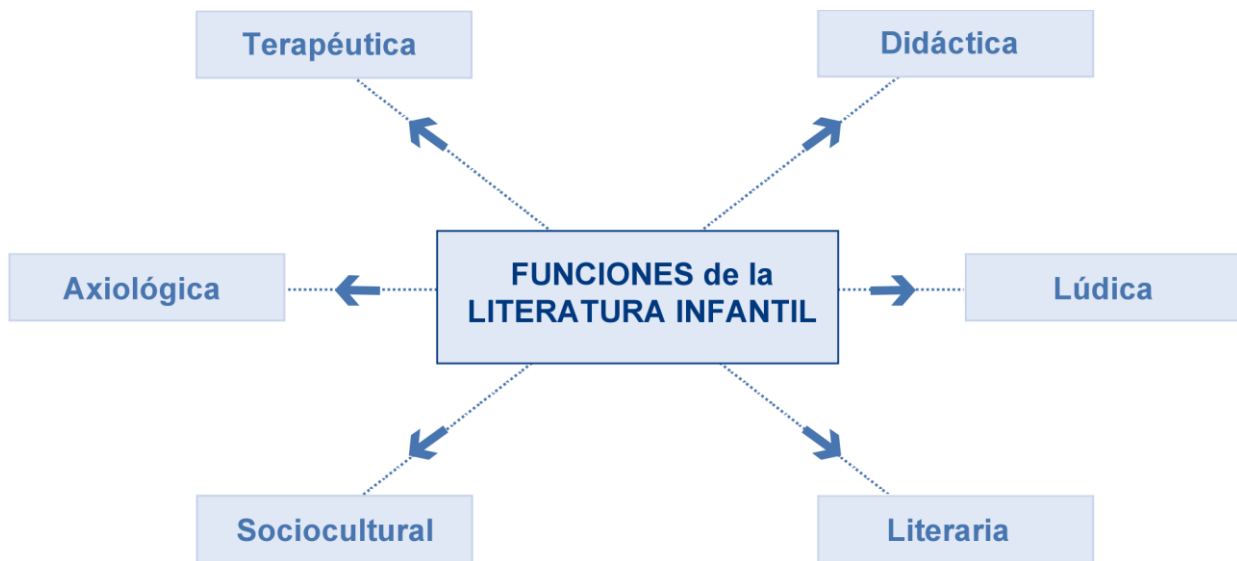 Terapéutica
Didáctica
Axiológica
FUNCIONES de la
LITERATURA INFANTIL
Lúdica
Sociocultural
Literaria